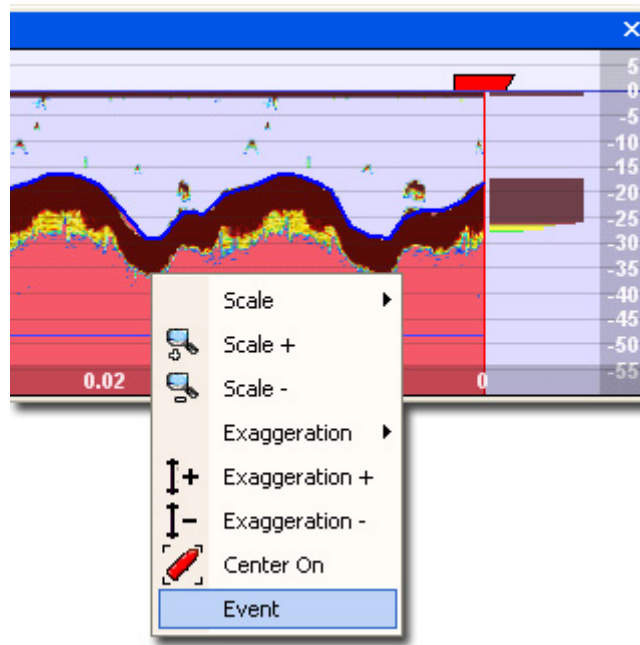 5
0
-5
-10
-15
-20
-25
-30
-35
-40
-45
-50
-55
0.02
0
Scale
Scale +
Scale -
Exaggeration
Exaggeration +
Exaggeration -
Center On
Event